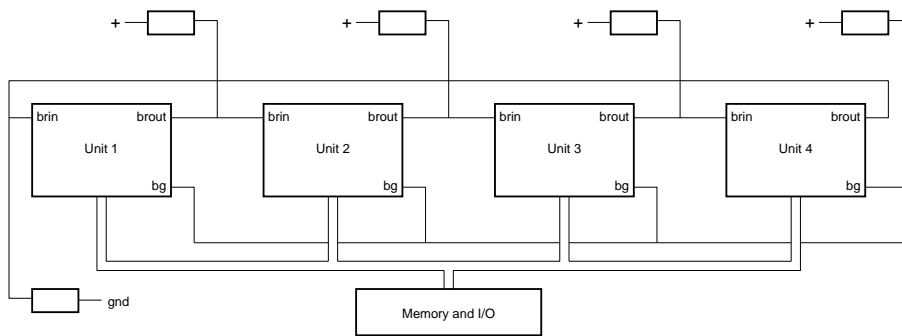 + + + +
brin brout brin brout brin brout brin brout
Unit 1 Unit 2 Unit 3 Unit 4
bg bg bg bg
gnd
Memory and I/O